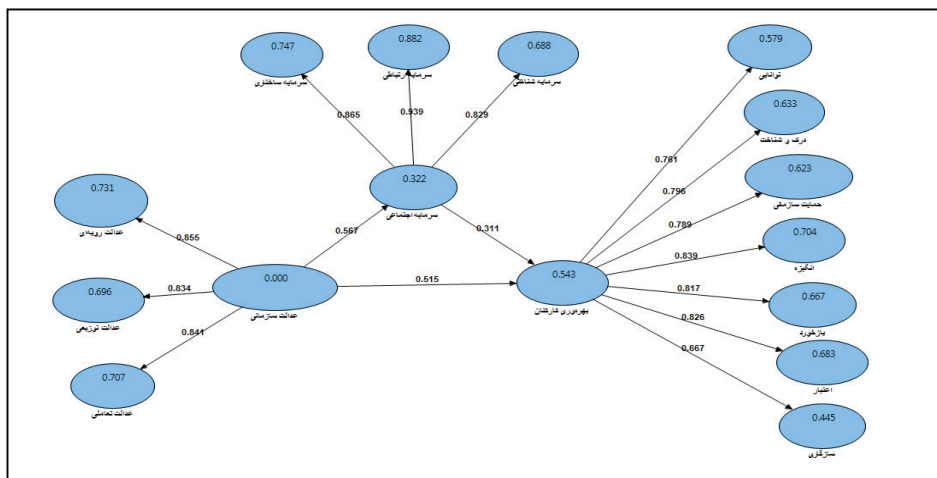 0.579
توانایی
0.747
سرمایه ساختاری
0.882
سرمایه ارتباطی
0.688
سرمایه شناختی
0.633
درک و شناخت
0.865
0.939
0.829
0.761
0.796
0.623
حمایت سازمانی
0.731
عدالت رویه‌ای
0.322
سرمایه اجتماعی
0.789
0.704
انگیزه
0.855
0.567
0.311
0.839
0.696
عدالت توزیعی
0.834
0.000
عدالت سازمانی
0.515
0.543
بهره‌وری کارکنان
0.817
0.667
بازخورد
0.841
0.826
0.683
اعتبار
0.707
عدالت تعاملی
0.667
0.445
سازگاری